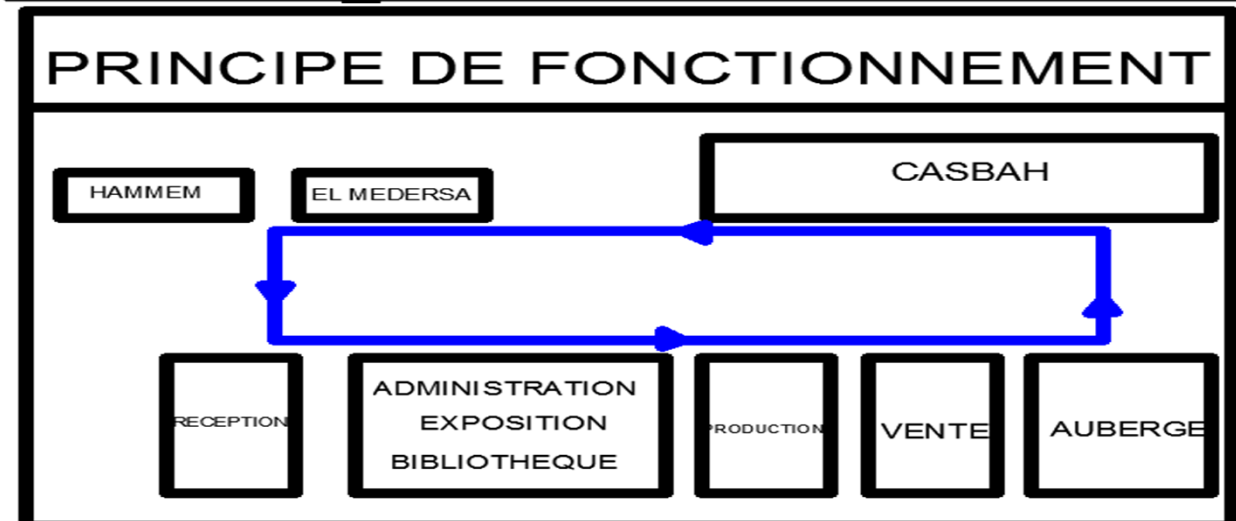 PRINCIPE DE FONCTIONNEMENT
HAMMEM
EL MEDERSA
CASBAH
RECEPTION
ADMINISTRATION
EXPOSITION
BIBLIOTHEQUE
PRODUCTION
VENTE
AUBERGE